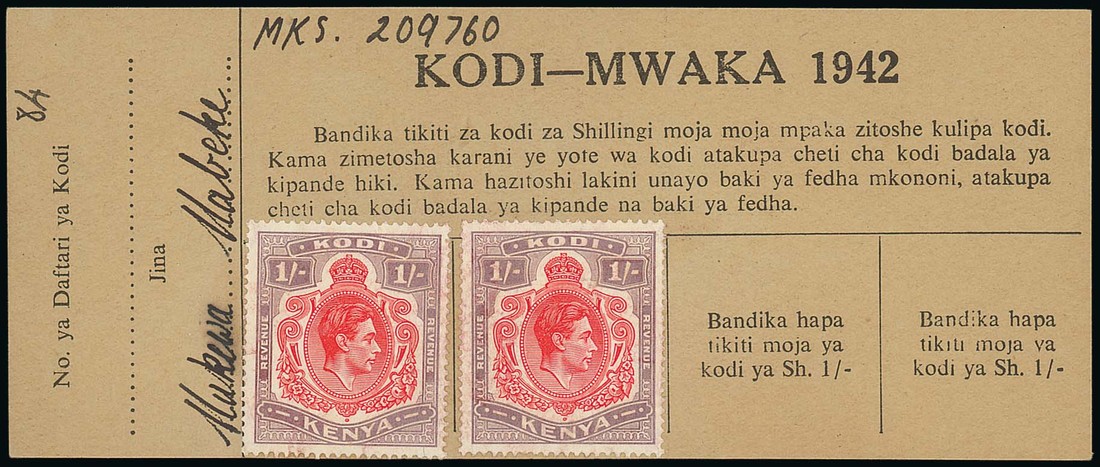 MKS. 209760
KODI—MWAKA 1942
Bandika tikiti za kodi za Shillingi moja moja mpaka zitoshe kulipa kodi.
Kama zimetosha karani ye yote wa kodi atakupa cheti cha kodi badala ya
kipande hiki. Kama hazitoshi lakini unayo baki ya fedha mkononi, atakupa
cheti cha kodi badala ya kipande na baki ya fedha.
No. ya Daftari ya Kodi
84
Jina
Mabeke
KODI
1/- 1/-
REVENUE REVENUE
KENYA
KODI
1/- 1/-
REVENUE REVENUE
KENYA
Bandika hapa
tikiti moja ya
kodi ya Sh. 1/-
Bandika hapa
tikiti moja ya
kodi ya Sh. 1/-